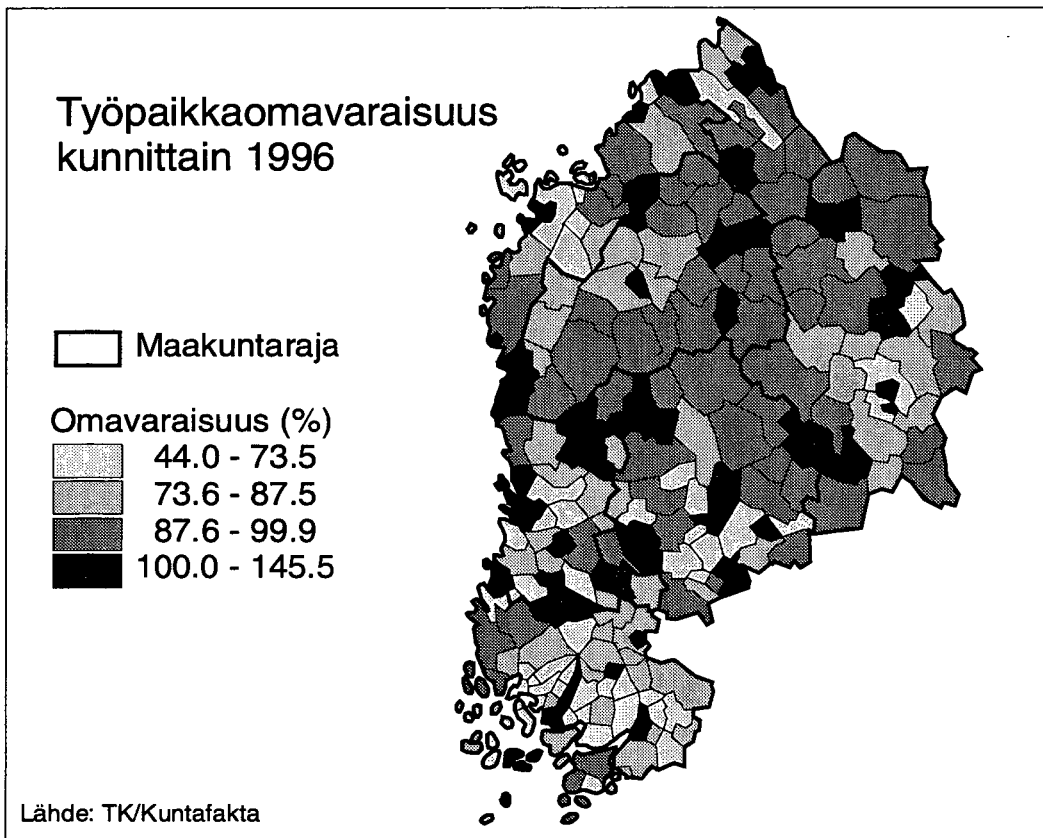 Työpaikkaomavaraisuus
kunnittain 1996
Maakuntaraja
Omavaraisuus (%)
44.0 - 73.5
73.6 - 87.5
87.6 - 99.9
100.0 - 145.5
Lähde: TK/Kuntafakta